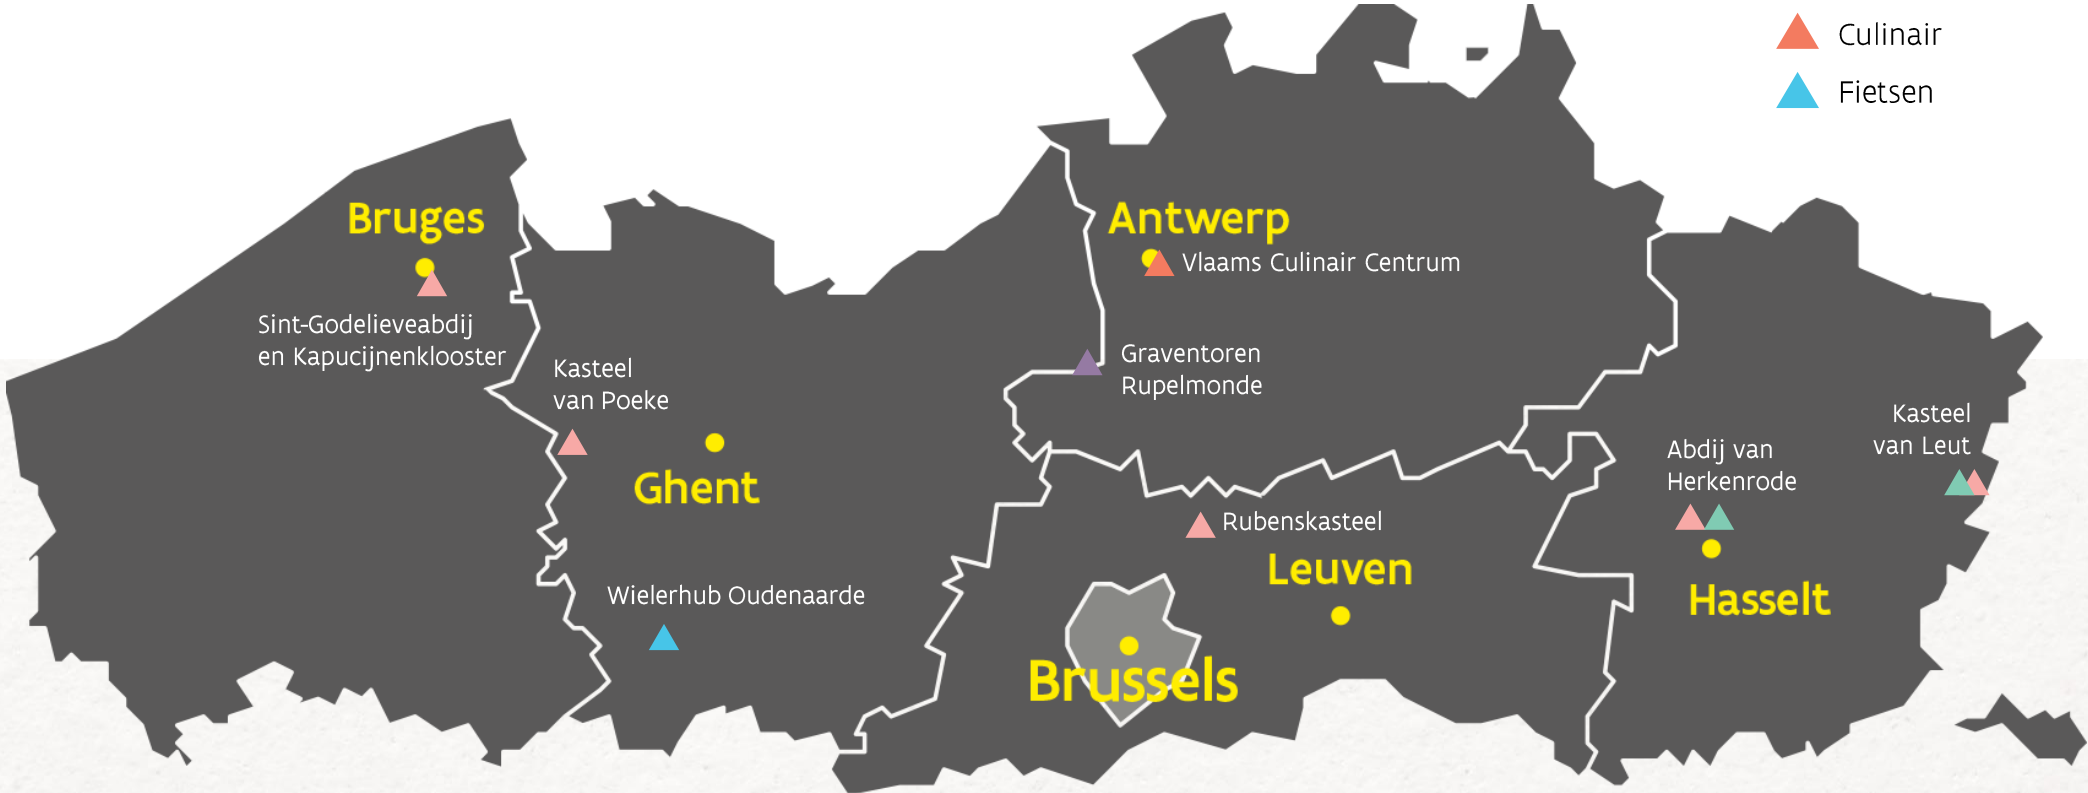 Culinair
Fietsen
Bruges
Antwerp
Vlaams Culinair Centrum
Sint-Godelieveabdij
en Kapucijnenklooster
Kasteel
van Poeke
Graventoren
Rupelmonde
Ghent
Kasteel
van Leut
Abdij van
Herkenrode
Rubenskasteel
Leuven
Hasselt
Wielerhub Oudenaarde
Brussels